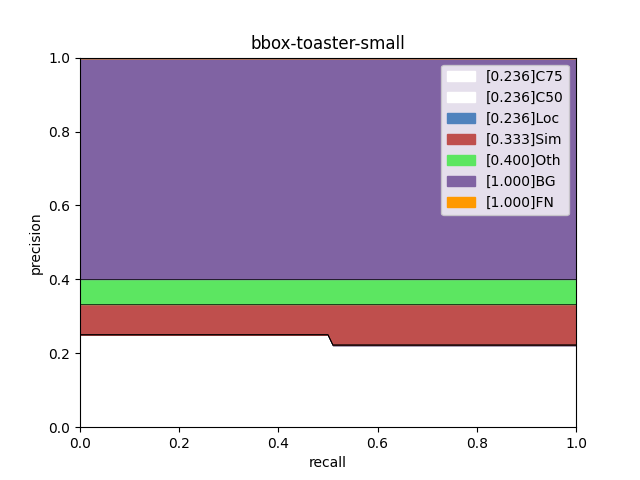 bbox-toaster-small
1.0
0.8
0.6
0.4
0.2
0.0
precision
[0.236]C75
[0.236]C50
[0.236]Loc
[0.333]Sim
[0.400]Oth
[1.000]BG
[1.000]FN
0.0 0.2 0.4 0.6 0.8 1.0
recall